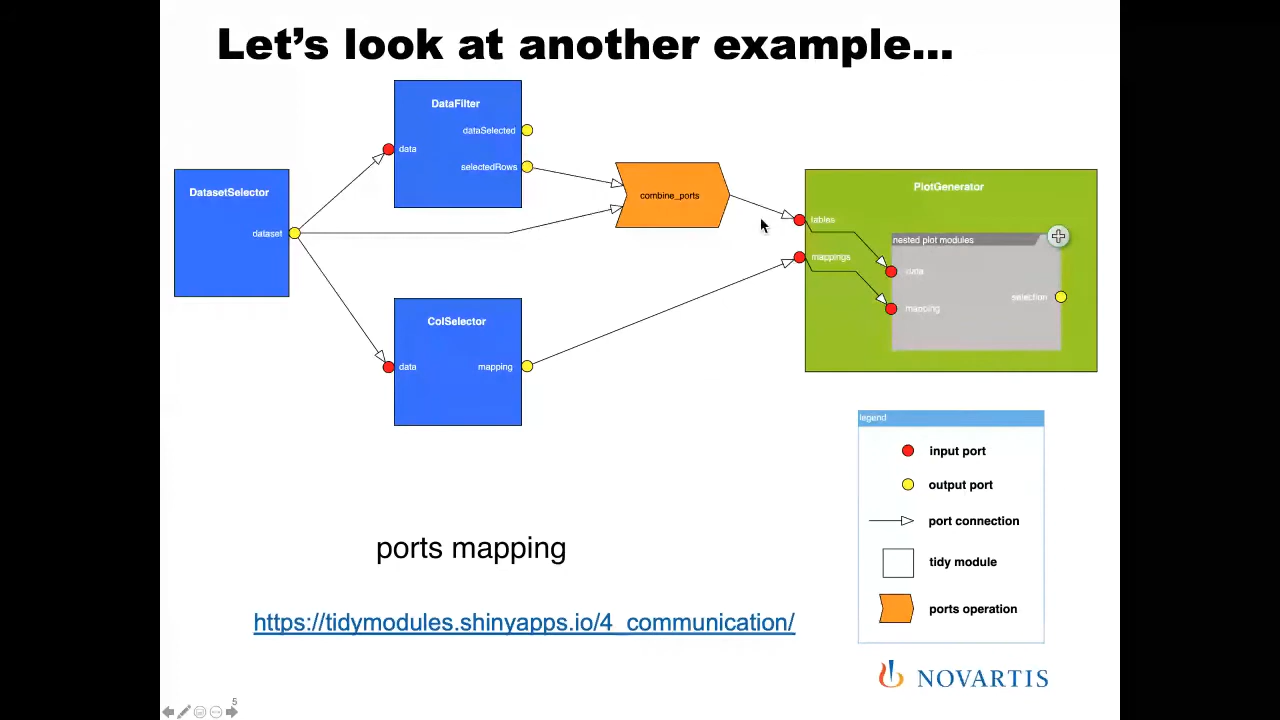 Let's look at another example...
DataFilter
dataSelected
data
selectedRows
DatasetSelector
dataset
combine_ports
PlotGenerator
tables
nested plot modules
mappings
data
selection
mapping
ColSelector
data
mapping
legend
input port
output port
port connection
tidy module
ports operation
ports mapping
https://tidymodules.shinyapps.io/4_communication/
NOVARTIS
5